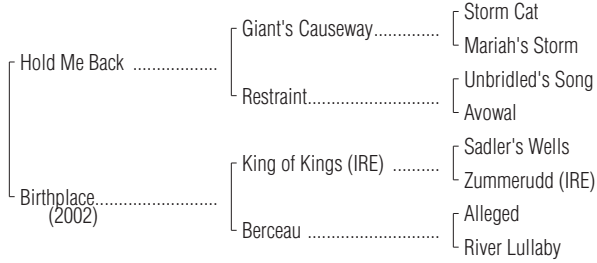 Storm Cat
Giant's Causeway..............
Mariah's Storm
Hold Me Back ..................
Unbridled's Song
Restraint............................
Avowal
Sadler's Wells
King of Kings (IRE) ..........
Zummerudd (IRE)
Birthplace..........................
(2002)
Alleged
Berceau ............................
River Lullaby